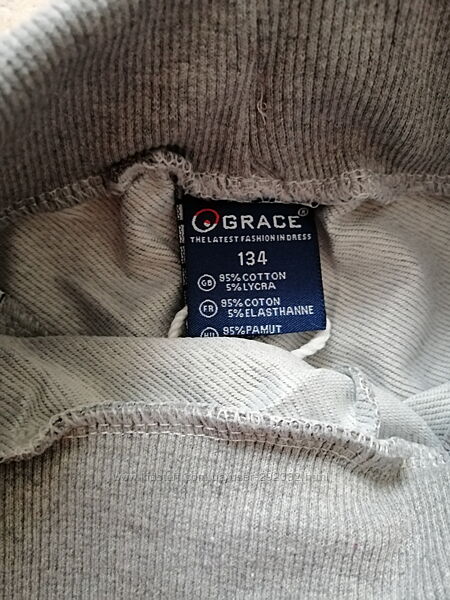 GRACE®
THE LATEST FASHION IN DRESS
134
GB 95%COTTON
5%LYCRA
FR 95%COTON
5%ELASTHANNE
HU 95%PAMUT